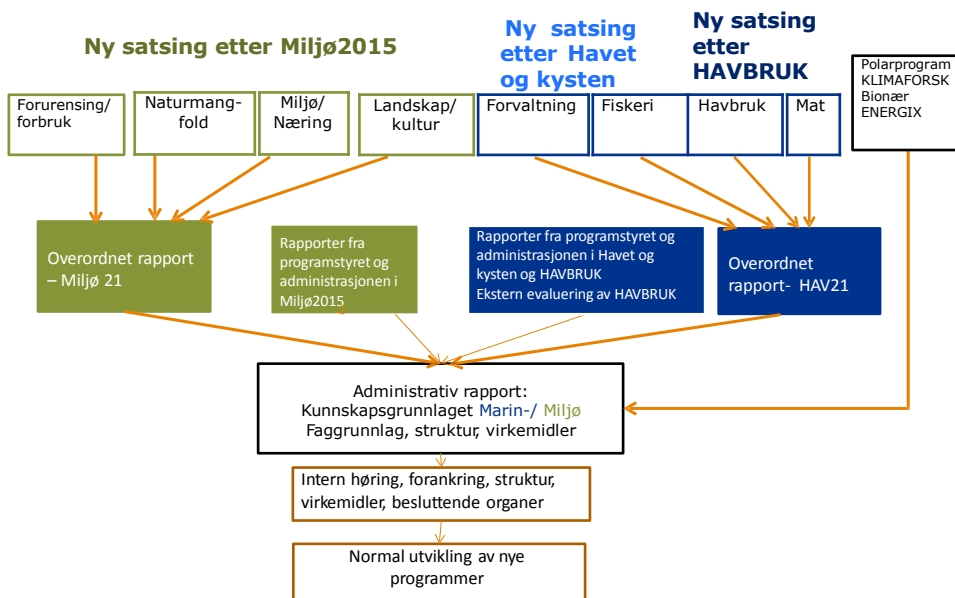 Ny satsing etter Miljø2015
Ny satsing
etter Havet
og kysten
Ny satsing
etter
HAVBRUK
Polarprogram
KLIMAFORSK
Bionær
ENERGIX
Forurensing/
forbruk
Naturmang-
fold
Miljø/
Næring
Landskap/
kultur
Forvaltning
Fiskeri
Havbruk
Mat
Overordnet rapport
– Miljø 21
Rapporter fra
programstyret og
administrasjonen i
Miljø2015
Rapporter fra programstyret og
administrasjonen i Havet og
kysten og HAVBRUK
Ekstern evaluering av HAVBRUK
Overordnet
rapport- HAV21
Administrativ rapport:
Kunnskapsgrunnlaget Marin-/ Miljø
Faggrunnlag, struktur, virkemidler
Intern høring, forankring, struktur,
virkemidler, besluttende organer
Normal utvikling av nye
programmer